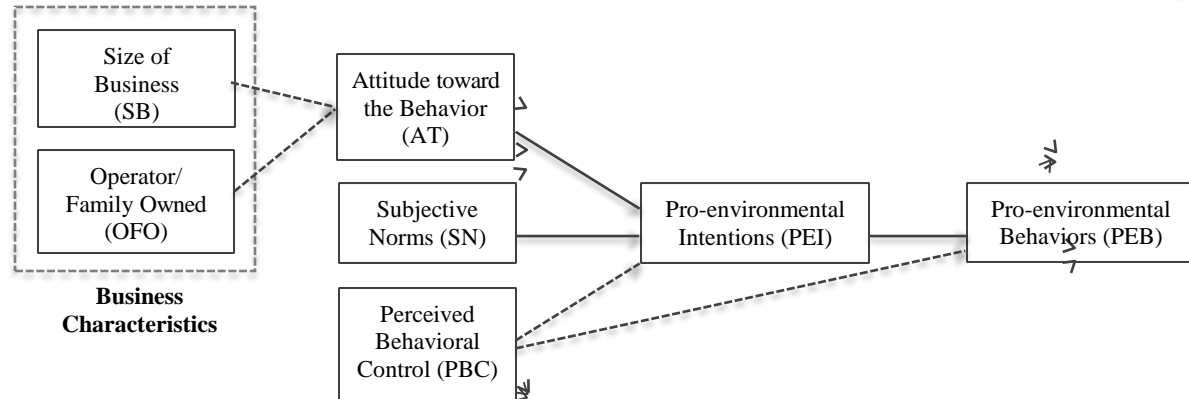 Size of
Business
(SB)
Operator/
Family Owned
(OFO)
Business
Characteristics
Attitude toward
the Behavior
(AT)
Subjective
Norms (SN)
Perceived
Behavioral
Control (PBC)
Pro-environmental
Intentions (PEI)
Pro-environmental
Behaviors (PEB)